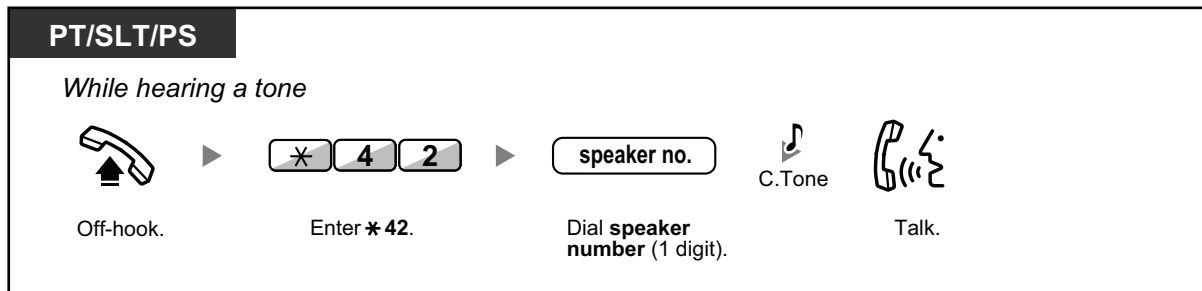 PT/SLT/PS
While hearing a tone
* 4 2
speaker no.
C.Tone
Off-hook.
Enter * 42.
Dial speaker
number (1 digit).
Talk.